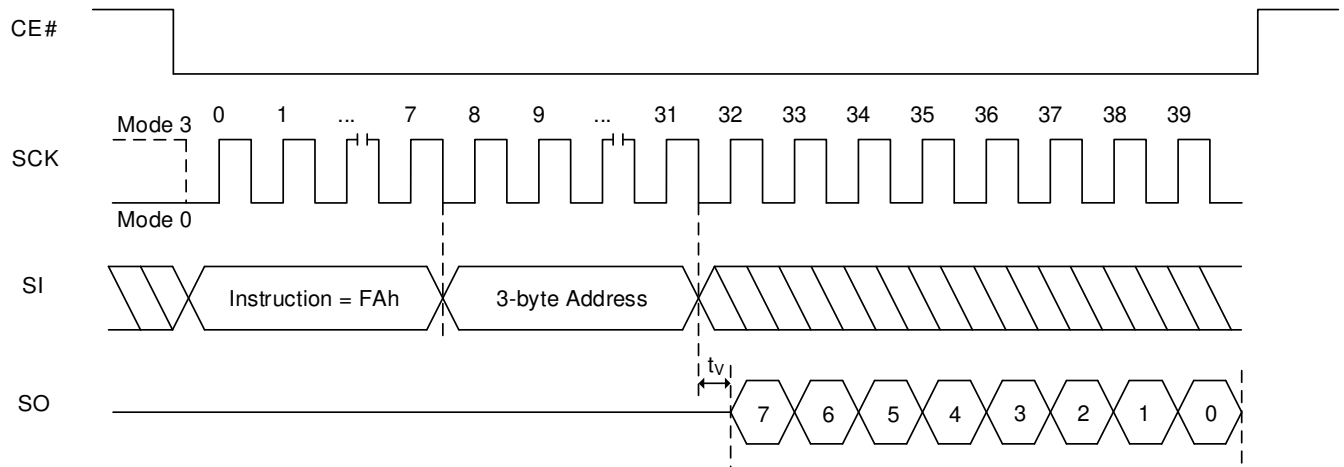 CE#
0 1 ... 7 8 9 ... 31 32 33 34 35 36 37 38 39
Mode 3
SCK
Mode 0
SI
Instruction = FAh
3-byte Address
tV
SO
7 6 5 4 3 2 1 0